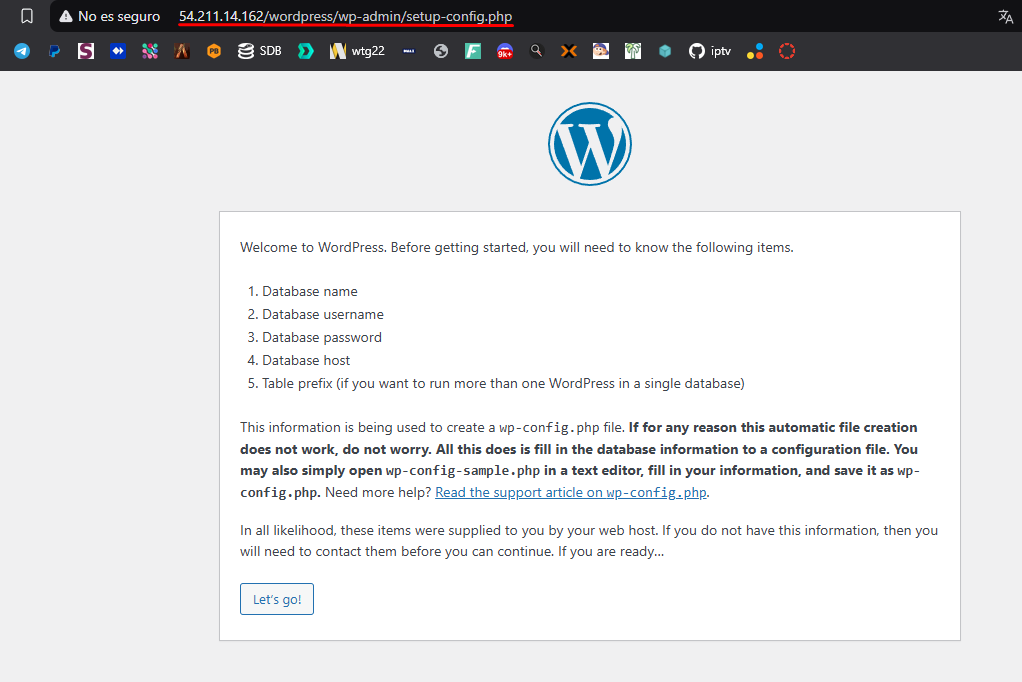 No es seguro 54.211.14.162/wordpress/wp-admin/setup-config.php
PB SDB wtg22 DELL F 9k+ iptv
Welcome to WordPress. Before getting started, you will need to know the following items.
1. Database name
2. Database username
3. Database password
4. Database host
5. Table prefix (if you want to run more than one WordPress in a single database)
This information is being used to create a wp-config.php file. If for any reason this automatic file creation
does not work, do not worry. All this does is fill in the database information to a configuration file. You
may also simply open wp-config-sample.php in a text editor, fill in your information, and save it as wp-
config.php. Need more help? Read the support article on wp-config.php.
In all likelihood, these items were supplied to you by your web host. If you do not have this information, then you
will need to contact them before you can continue. If you are ready…
Let's go!